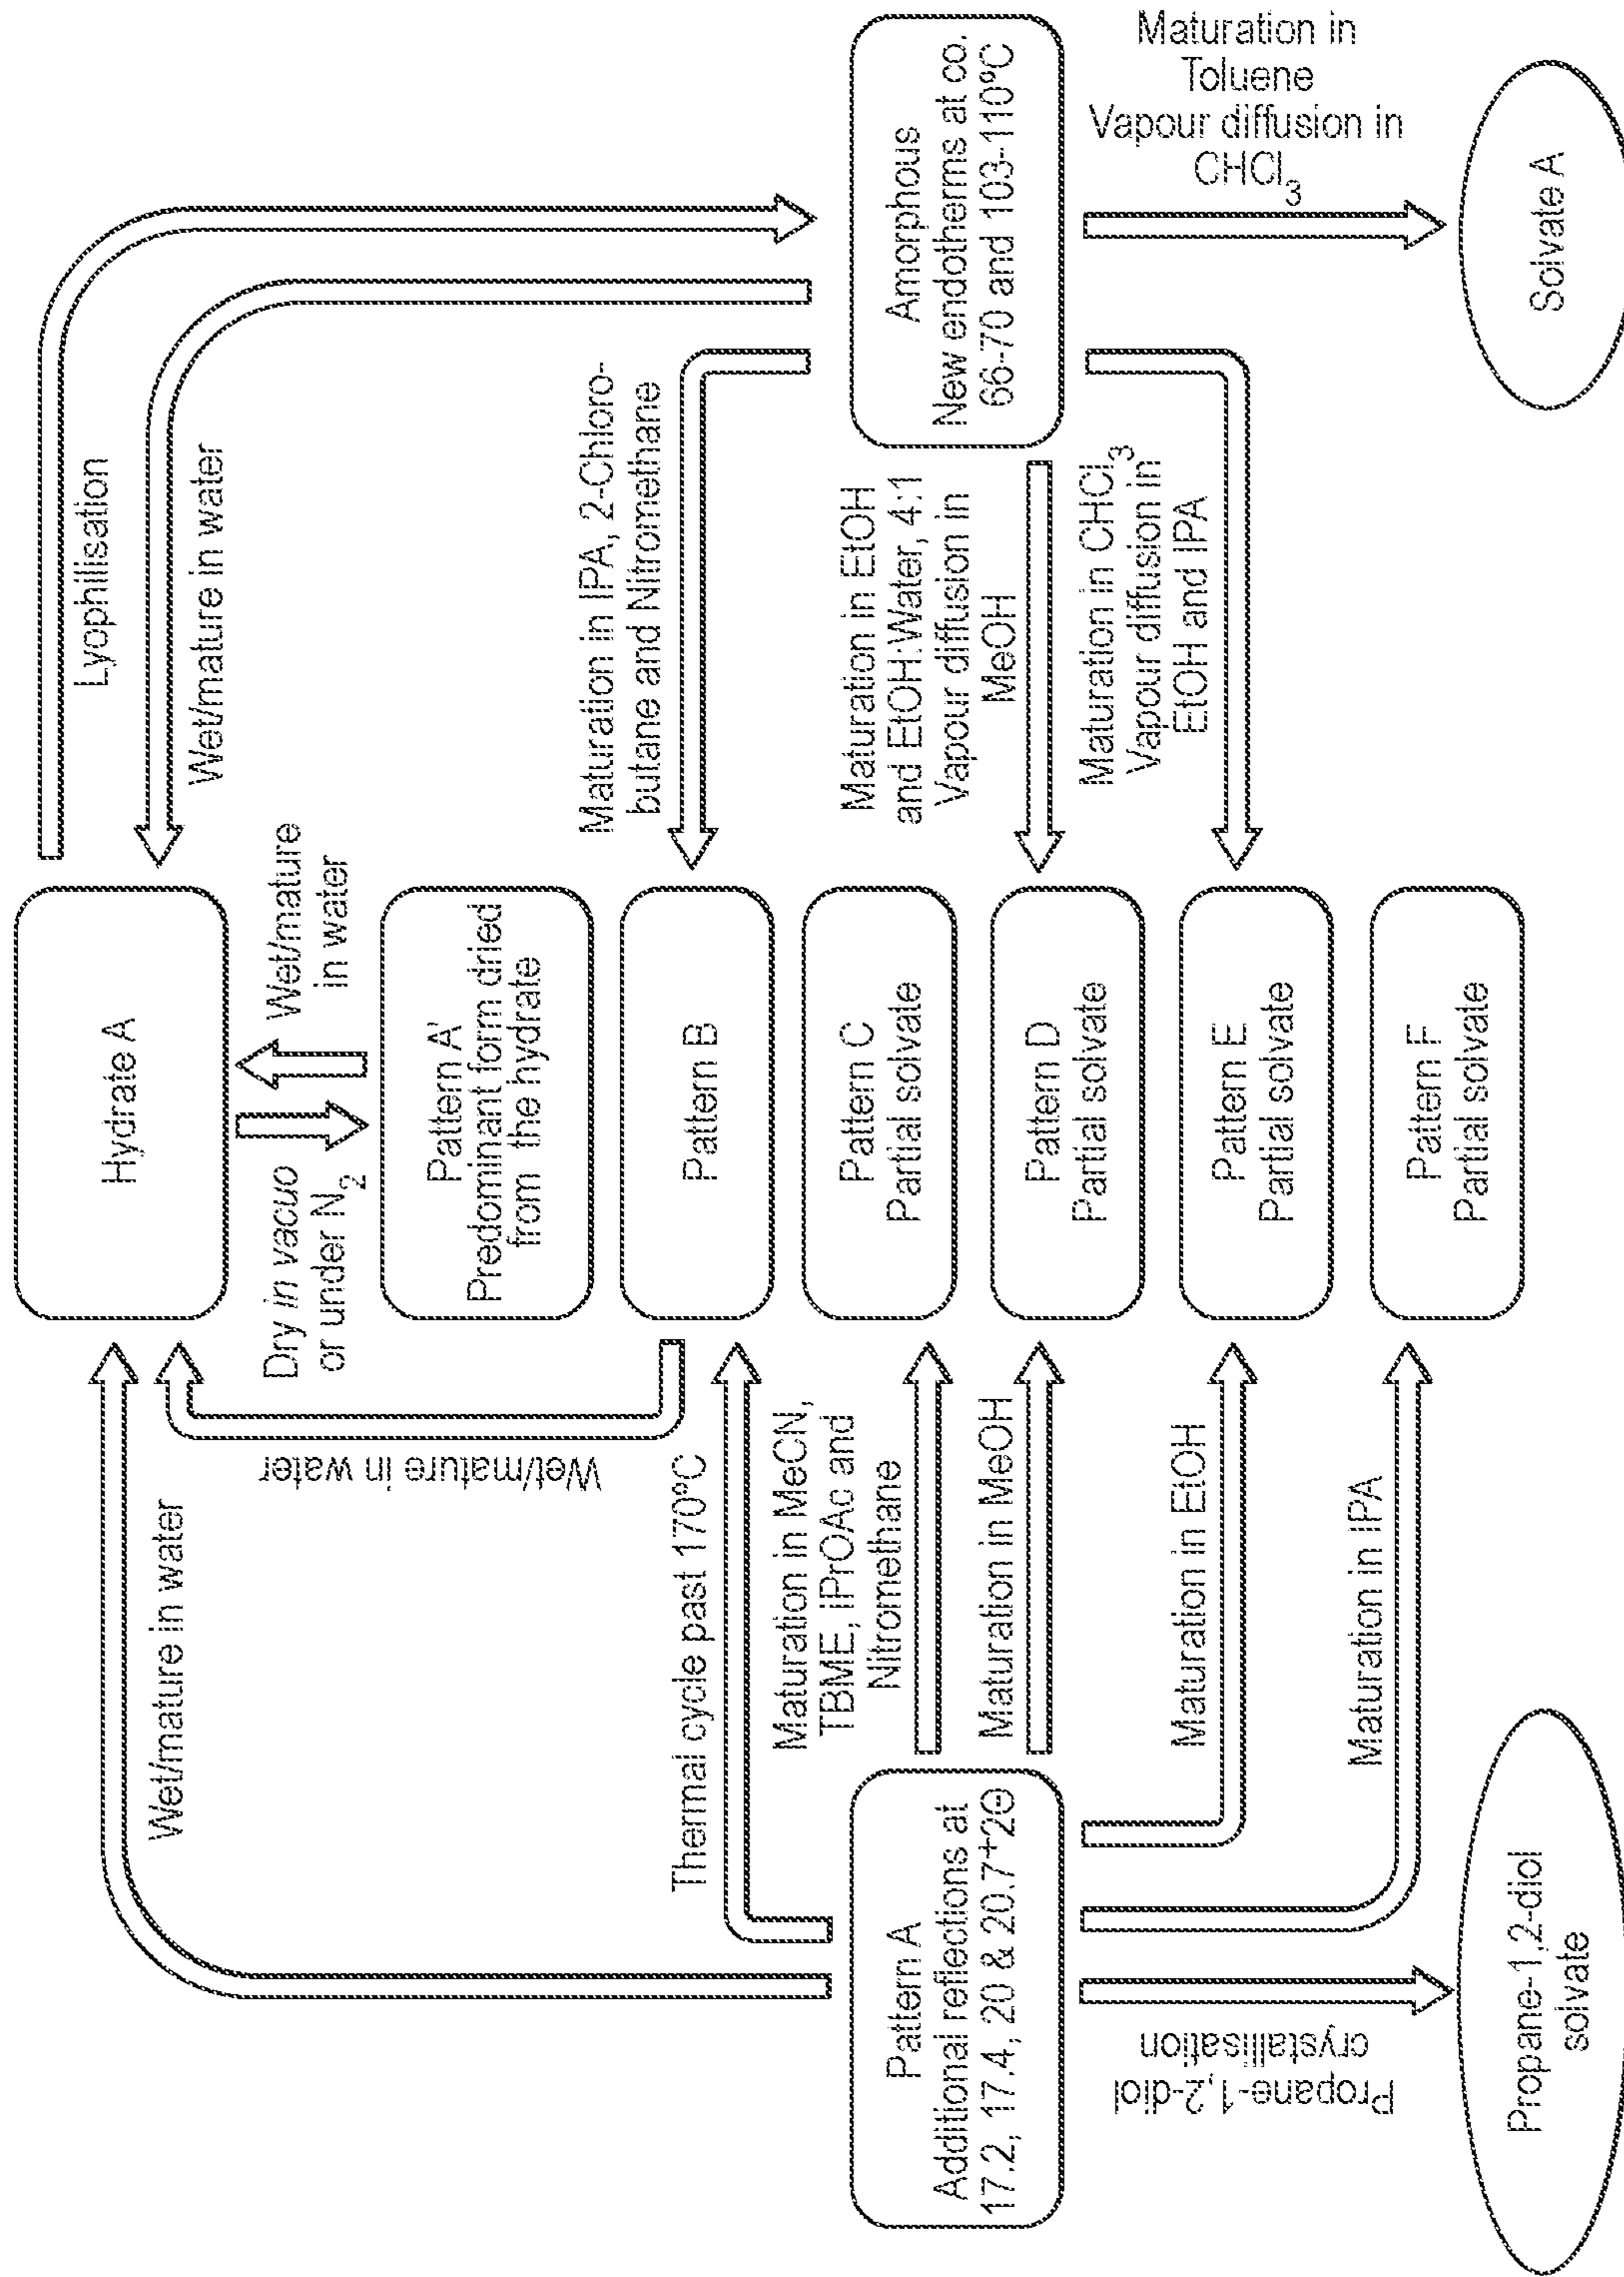 Wet/mature in water
Hydrate A
Lyophilisation
Wet/mature in water
Dry in vacuo
or under N2
Wet/mature
in water
Wet/mature in water
Pattern A'
Predominant form dried
from the hydrate
Thermal cycle past 170°C
Pattern B
Maturation in IPA, 2-Chloro-
butane and Nitromethane
Maturation in MeCN,
TBME, iPrOAc and
Nitromethane
Pattern C
Partial solvate
Pattern A
Additional reflections at
17.2, 17.4, 20 & 20.7+2Θ
Maturation in MeOH
Pattern D
Partial solvate
Maturation in EtOH
and EtOH:Water, 4:1
Vapour diffusion in
MeOH
Amorphous
New endotherms at co.
66-70 and 103-110°C
Maturation in EtOH
Pattern E
Partial solvate
Maturation in CHCl3
Vapour diffusion in
EtOH and IPA
Maturation in IPA
Pattern F
Partial solvate
Propane-1,2-diol
crystallisation
Maturation in
Toluene
Vapour diffusion in
CHCl3
Propane-1,2-diol
solvate
Solvate A